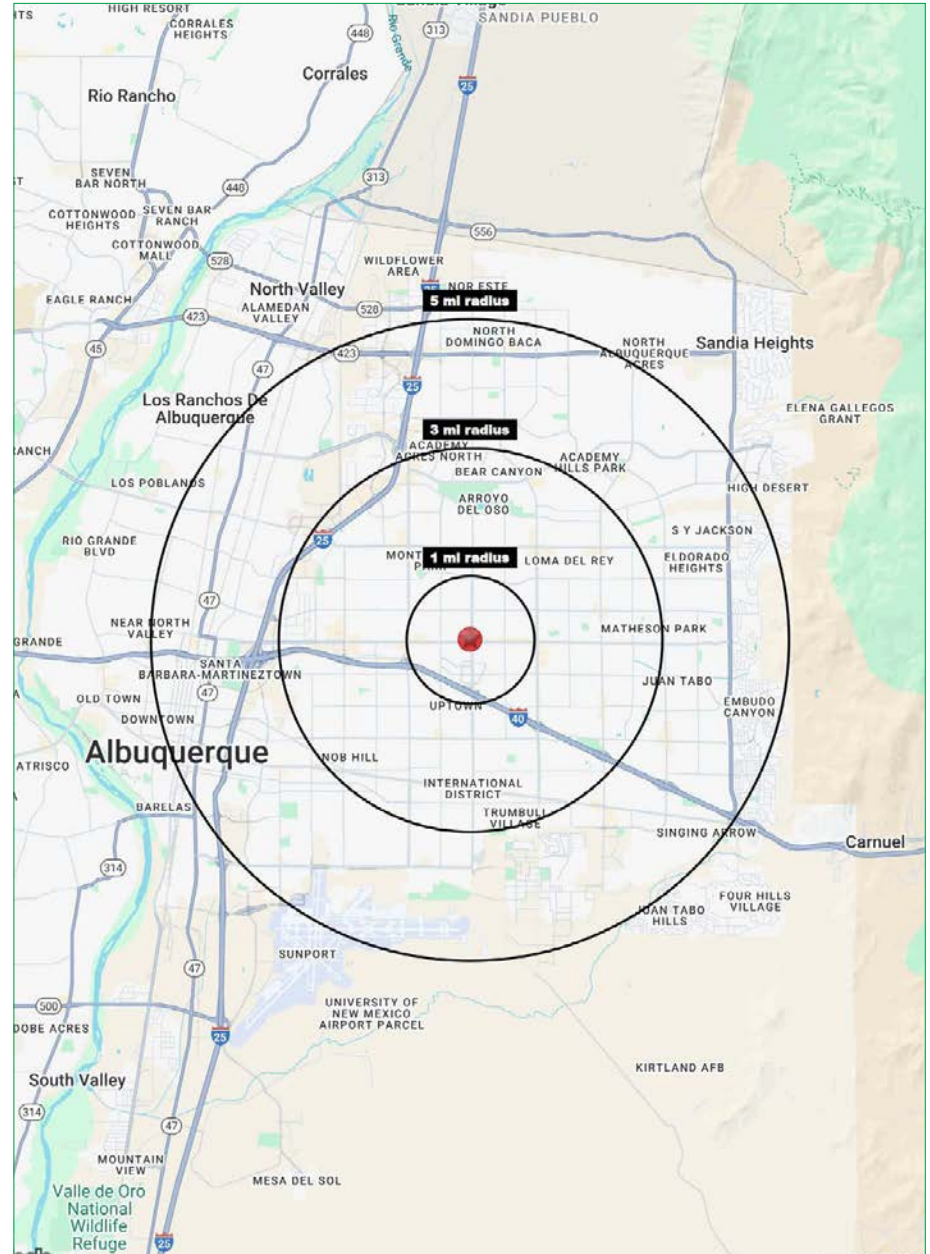 HIGH RESORT
CORRALES
HEIGHTS
448
313
SANDIA PUEBLO
Rio Grande
Corrales
25
Rio Rancho
SEVEN
BAR NORTH
313
448
COTTONWOOD
HEIGHTS
SEVEN BAR
RANCH
COTTONWOOD
MALL
528
556
WILDFLOWER
AREA
NOR ESTE
25
5 mi radius
North Valley
ALAMEDAN
VALLEY
528
EAGLE RANCH
423
45
423
47
NORTH
DOMINGO BACA
NORTH
ALBUQUERQUE
ACRES
Sandia Heights
25
Los Ranchos De
Albuquerque
ELENA GALLEGOS
GRANT
3 mi radius
ACADEMY
ACRES NORTH
BEAR CANYON
ACADEMY
HILLS PARK
RANCH
LOS POBLANOS
HIGH DESERT
ARROYO
DEL OSO
RIO GRANDE
BLVD
25
S Y JACKSON
1 mi radius
LOMA DEL REY
ELDORADO
HEIGHTS
47
NEAR NORTH
VALLEY
MATHESON PARK
GRANDE
SANTA
BARBARA-MARTINEZTOWN
JUAN TABO
OLD TOWN
47
DOWNTOWN
UPTOWN
40
EMBUDO
CANYON
Albuquerque
ATRISCO
NOB HILL
INTERNATIONAL
DISTRICT
BARELAS
TRUMBULL
VILLAGE
SINGING ARROW
Carnuel
314
FOUR HILLS
VILLAGE
JUAN TABO
HILLS
SUNPORT
47
500
UNIVERSITY OF
NEW MEXICO
AIRPORT PARCEL
DOBE ACRES
25
KIRTLAND AFB
South Valley
314
47
MOUNTAIN
VIEW
MESA DEL SOL
Valle de Oro
National
Wildlife
Refuge
25